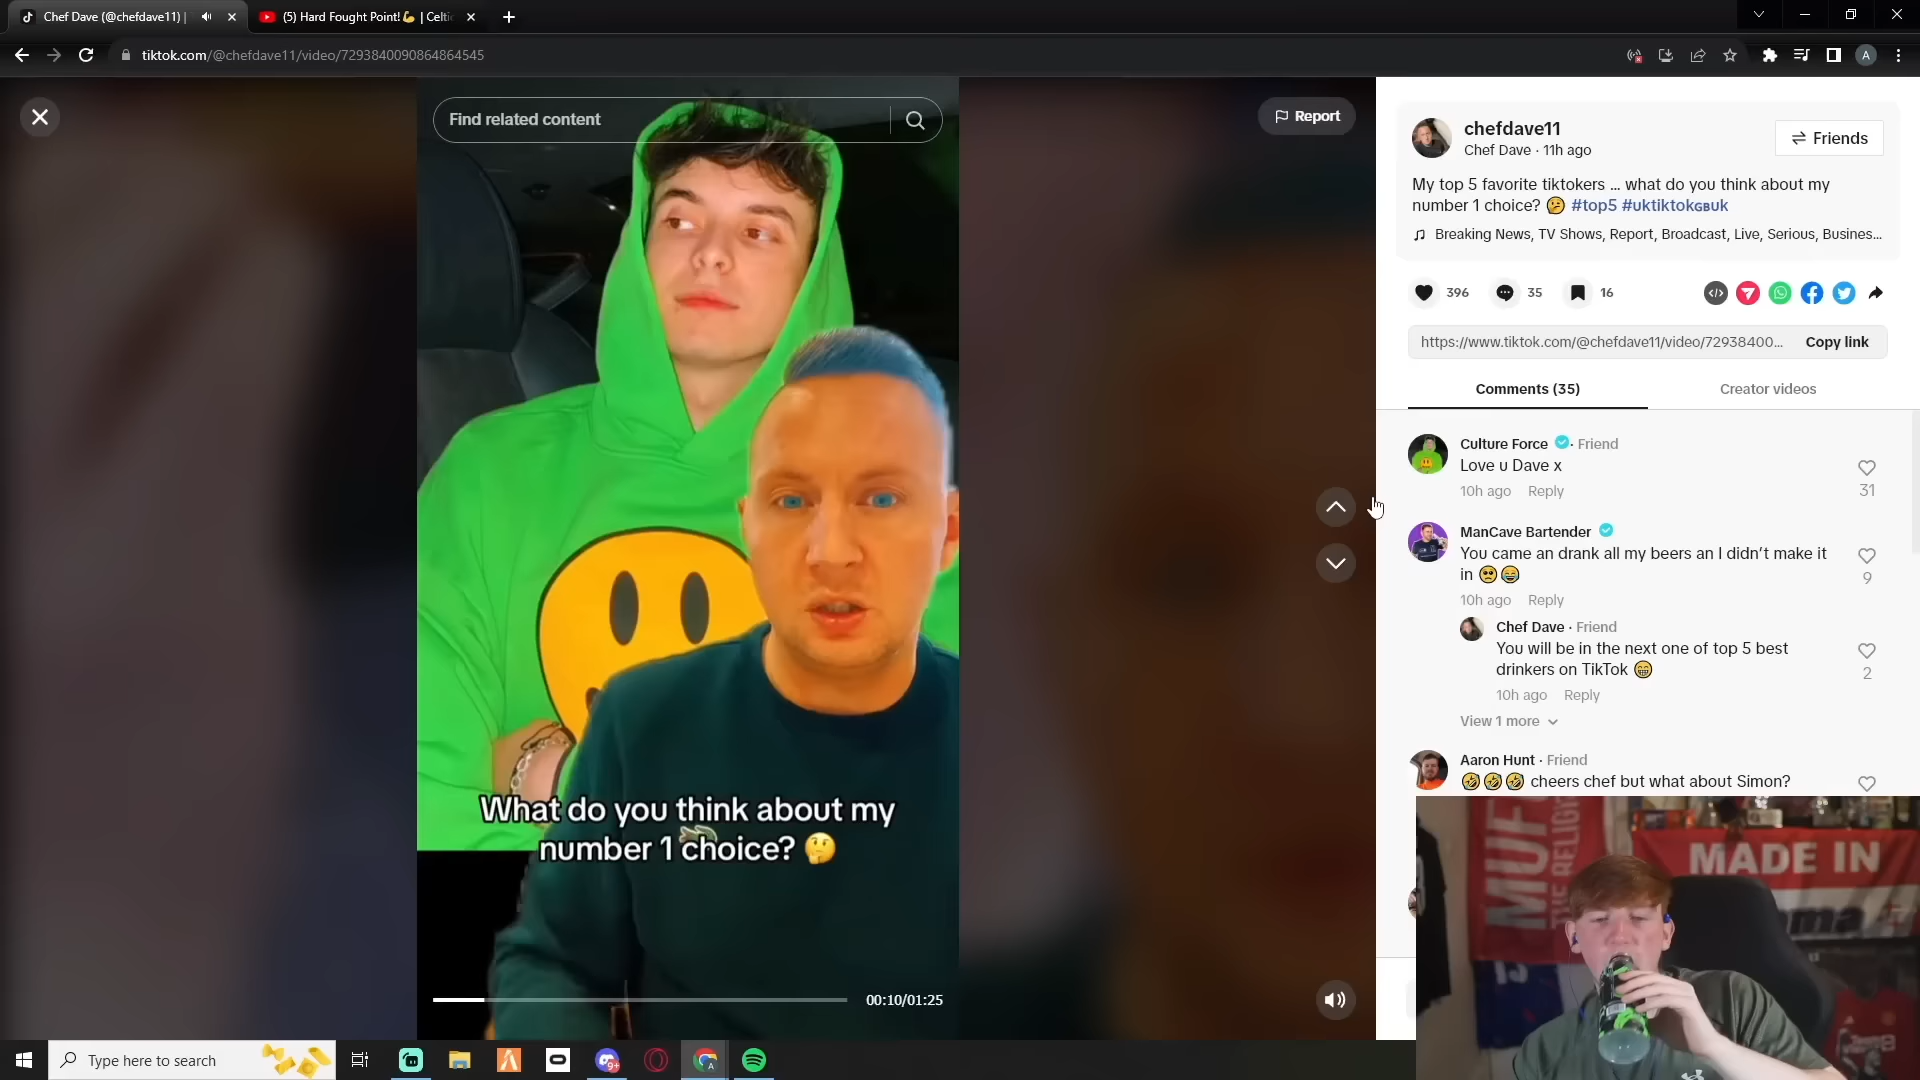 Chef Dave (@chefdave11) |
(5) Hard Fought Point!💪 | Celtic
tiktok.com/@chefdave11/video/7293840090864864545
A
Find related content
Report
What do you think about my
number 1 choice? 🤔
00:10/01:25
chefdave11
Chef Dave · 11h ago
Friends
My top 5 favorite tiktokers ... what do you think about my
number 1 choice? 🤔 #top5 #uktiktokɢʙuk
Breaking News, TV Shows, Report, Broadcast, Live, Serious, Busines...
396
35
16
https://www.tiktok.com/@chefdave11/video/72938400...
Copy link
Comments (35)
Creator videos
Culture Force · Friend
Love u Dave x
10h ago Reply
31
ManCave Bartender
You came an drank all my beers an I didn't make it
in 🥺😂
10h ago Reply
9
Chef Dave · Friend
You will be in the next one of top 5 best
drinkers on TikTok 😁
10h ago Reply
2
View 1 more
Aaron Hunt · Friend
🤣🤣🤣 cheers chef but what about Simon?
MUFC
MADE IN
Type here to search
9+